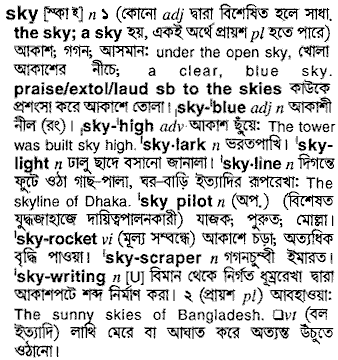 sky [স্কাই] n ১ (কোনো adj দ্বারা বিশেষিত হলে সাধা.
the sky; a sky হয়, একই অর্থে প্রায়শ pl হতে পারে)
আকাশ; গগন; আসমান: under the open sky, খোলা
আকাশের নীচে; a clear, blue sky.
praise/extol/laud sb to the skies কাউকে
প্রশংসা করে আকাশে তোলা। ˈsky-ˈblue adj n আকাশী
নীল (রং)। ˈsky-ˈhigh adv আকাশ ছুঁয়ে: The tower
was built sky high. ˈsky-lark n ভরতপাখি। ˈsky-
light n ঢালু ছাদে বসানো জানালা। ˈsky-line n দিগন্তে
ফুটে ওঠা গাছ-পালা, ঘর-বাড়ি ইত্যাদির রূপরেখা: The
skyline of Dhaka. ˈsky pilot n (অপ.) (বিশেষত
যুদ্ধজাহাজে দায়িত্বপালনকারী) যাজক; পুরুত; মোল্লা।
ˈsky-rocket vi (মূল্য সম্বন্ধে) আকাশে চড়া; অত্যধিক
বৃদ্ধি পাওয়া। ˈsky-scraper n গগনচুম্বী ইমারত।
ˈsky-writing n [U] বিমান থেকে নির্গত ধূম্ররেখা দ্বারা
আকাশপটে শব্দ নির্মাণ করা। ২ (প্রায়শ pl) আবহাওয়া:
The sunny skies of Bangladesh. ❑vt (বল
ইত্যাদি) লাথি মেরে বা আঘাত করে অত্যন্ত উঁচুতে
ওঠানো।